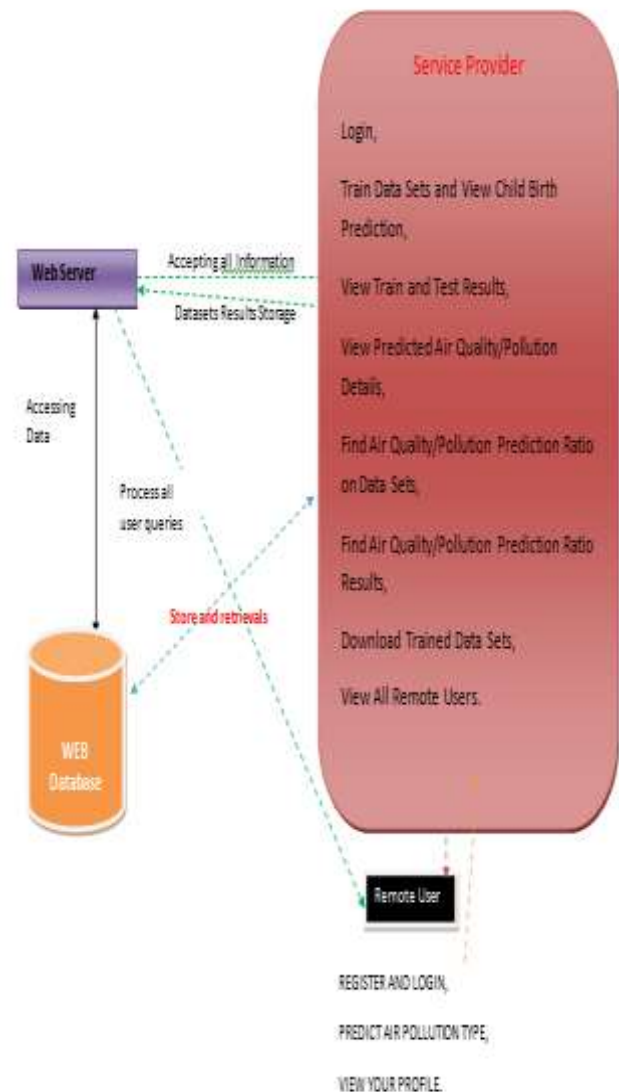 Service Provider
Login,
Train Data Sets and View Child Birth
Prediction,
View Train and Test Results,
View Predicted Air Quality/Pollution
Details,
Find Air Quality/Pollution Prediction Ratio
on Data Sets,
Find Air Quality/Pollution Prediction Ratio
Results,
Download Trained Data Sets,
View All Remote Users.
Web Server
Accepting all Information
Datasets Results Storage
Accessing
Data
Process all
user queries
Store and retrievals
WEB
Database
Remote User
REGISTER AND LOGIN,
PREDICT AIR POLLUTION TYPE,
VIEW YOUR PROFILE.